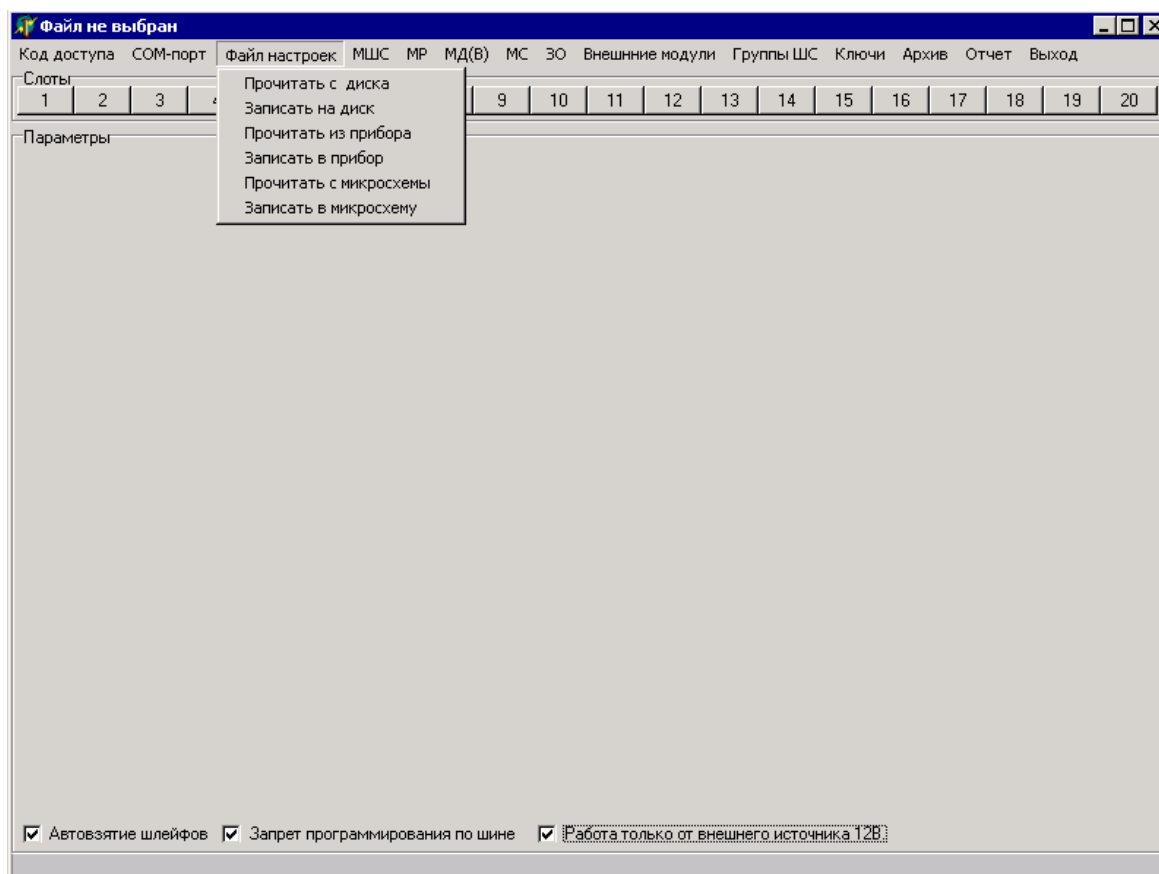 Файл не выбран
Код доступа COM-порт Файл настроек МШС МР МД(В) МС ЗО Внешнние модули Группы ШС Ключи Архив Отчет Выход
Слоты
1 2 3 9 10 11 12 13 14 15 16 17 18 19 20
Прочитать с диска
Записать на диск
Прочитать из прибора
Записать в прибор
Прочитать с микросхемы
Записать в микросхему
Параметры
Автовзятие шлейфов Запрет программирования по шине Работа только от внешнего источника 12В